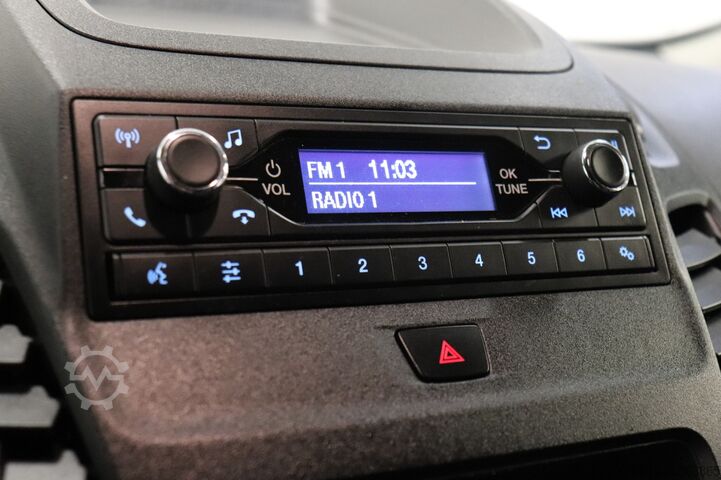 FM 1 11:03
RADIO 1
VOL
OK
TUNE
1 2 3 4 5 6